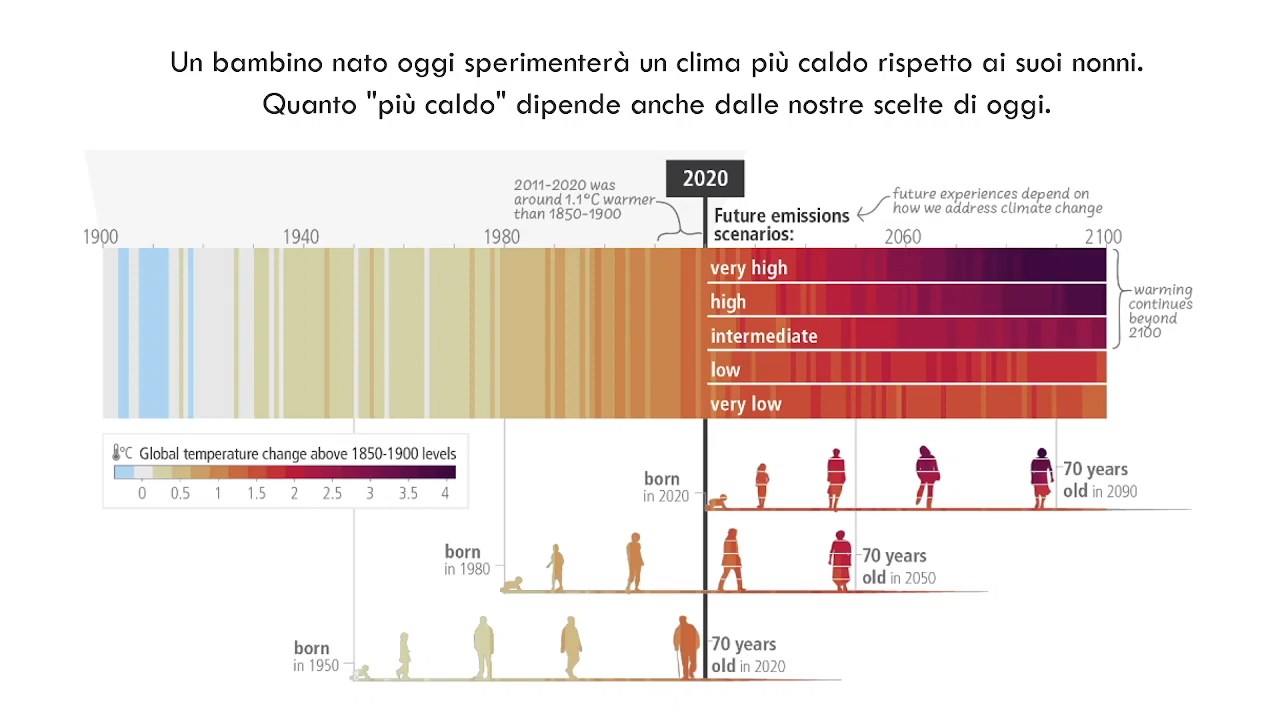 Un bambino nato oggi sperimenterà un clima più caldo rispetto ai suoi nonni.
Quanto "più caldo" dipende anche dalle nostre scelte di oggi.
2020
2011-2020 was
around 1.1°C warmer
than 1850-1900
future experiences depend on
how we address climate change
Future emissions
scenarios:
1900 1940 1980 2060 2100
very high
high
intermediate
low
very low
warming
continues
beyond
2100
°C Global temperature change above 1850-1900 levels
0 0.5 1 1.5 2 2.5 3 3.5 4
born
in 2020
70 years
old in 2090
born
in 1980
70 years
old in 2050
born
in 1950
70 years
old in 2020